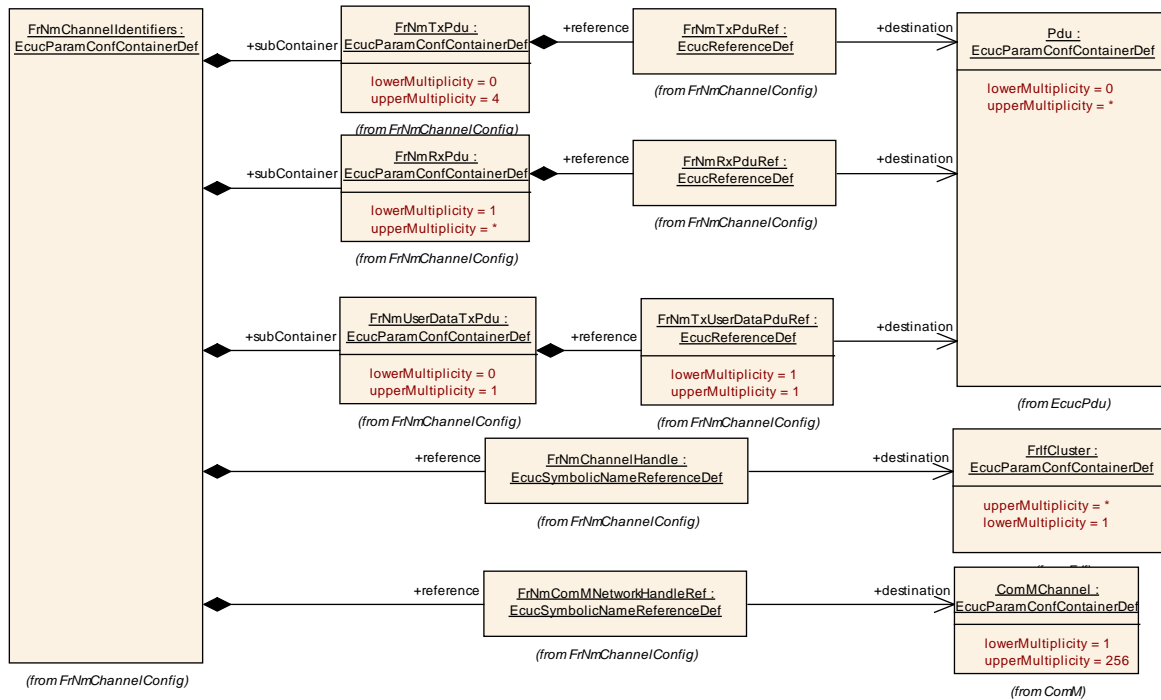 FrNmChannelIdentifiers :
EcucParamConfContainerDef
(from FrNmChannelConfig)
+subContainer
FrNmTxPdu :
EcucParamConfContainerDef
lowerMultiplicity = 0
upperMultiplicity = 4
(from FrNmChannelConfig)
+reference
FrNmTxPduRef :
EcucReferenceDef
(from FrNmChannelConfig)
+destination
Pdu :
EcucParamConfContainerDef
lowerMultiplicity = 0
upperMultiplicity = *
(from EcucPdu)
+subContainer
FrNmRxPdu :
EcucParamConfContainerDef
lowerMultiplicity = 1
upperMultiplicity = *
(from FrNmChannelConfig)
+reference
FrNmRxPduRef :
EcucReferenceDef
(from FrNmChannelConfig)
+destination
+subContainer
FrNmUserDataTxPdu :
EcucParamConfContainerDef
lowerMultiplicity = 0
upperMultiplicity = 1
(from FrNmChannelConfig)
+reference
FrNmTxUserDataPduRef :
EcucReferenceDef
lowerMultiplicity = 1
upperMultiplicity = 1
(from FrNmChannelConfig)
+destination
+reference
FrNmChannelHandle :
EcucSymbolicNameReferenceDef
(from FrNmChannelConfig)
+destination
FrIfCluster :
EcucParamConfContainerDef
upperMultiplicity = *
lowerMultiplicity = 1
+reference
FrNmComMNetworkHandleRef :
EcucSymbolicNameReferenceDef
(from FrNmChannelConfig)
+destination
ComMChannel :
EcucParamConfContainerDef
lowerMultiplicity = 1
upperMultiplicity = 256
(from ComM)